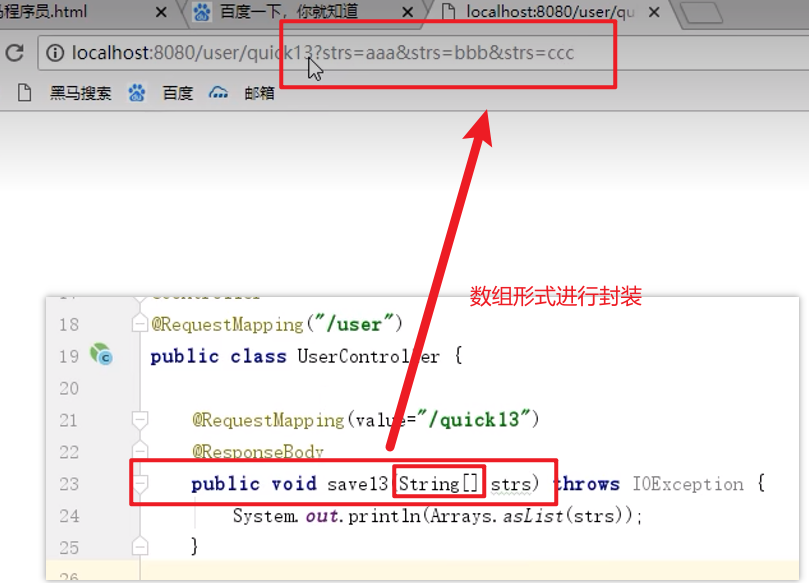 马程序员.html
百度一下，你就知道
localhost:8080/user/qu
localhost:8080/user/quick13?strs=aaa&strs=bbb&strs=ccc
黑马搜索 百度 邮箱
数组形式进行封装
18 @RequestMapping("/user")
19 public class UserController {
20
21 @RequestMapping(value="/quick13")
22 @ResponseBody
23 public void save13(String[] strs) throws IOException {
24 System.out.println(Arrays.asList(strs));
25 }
26